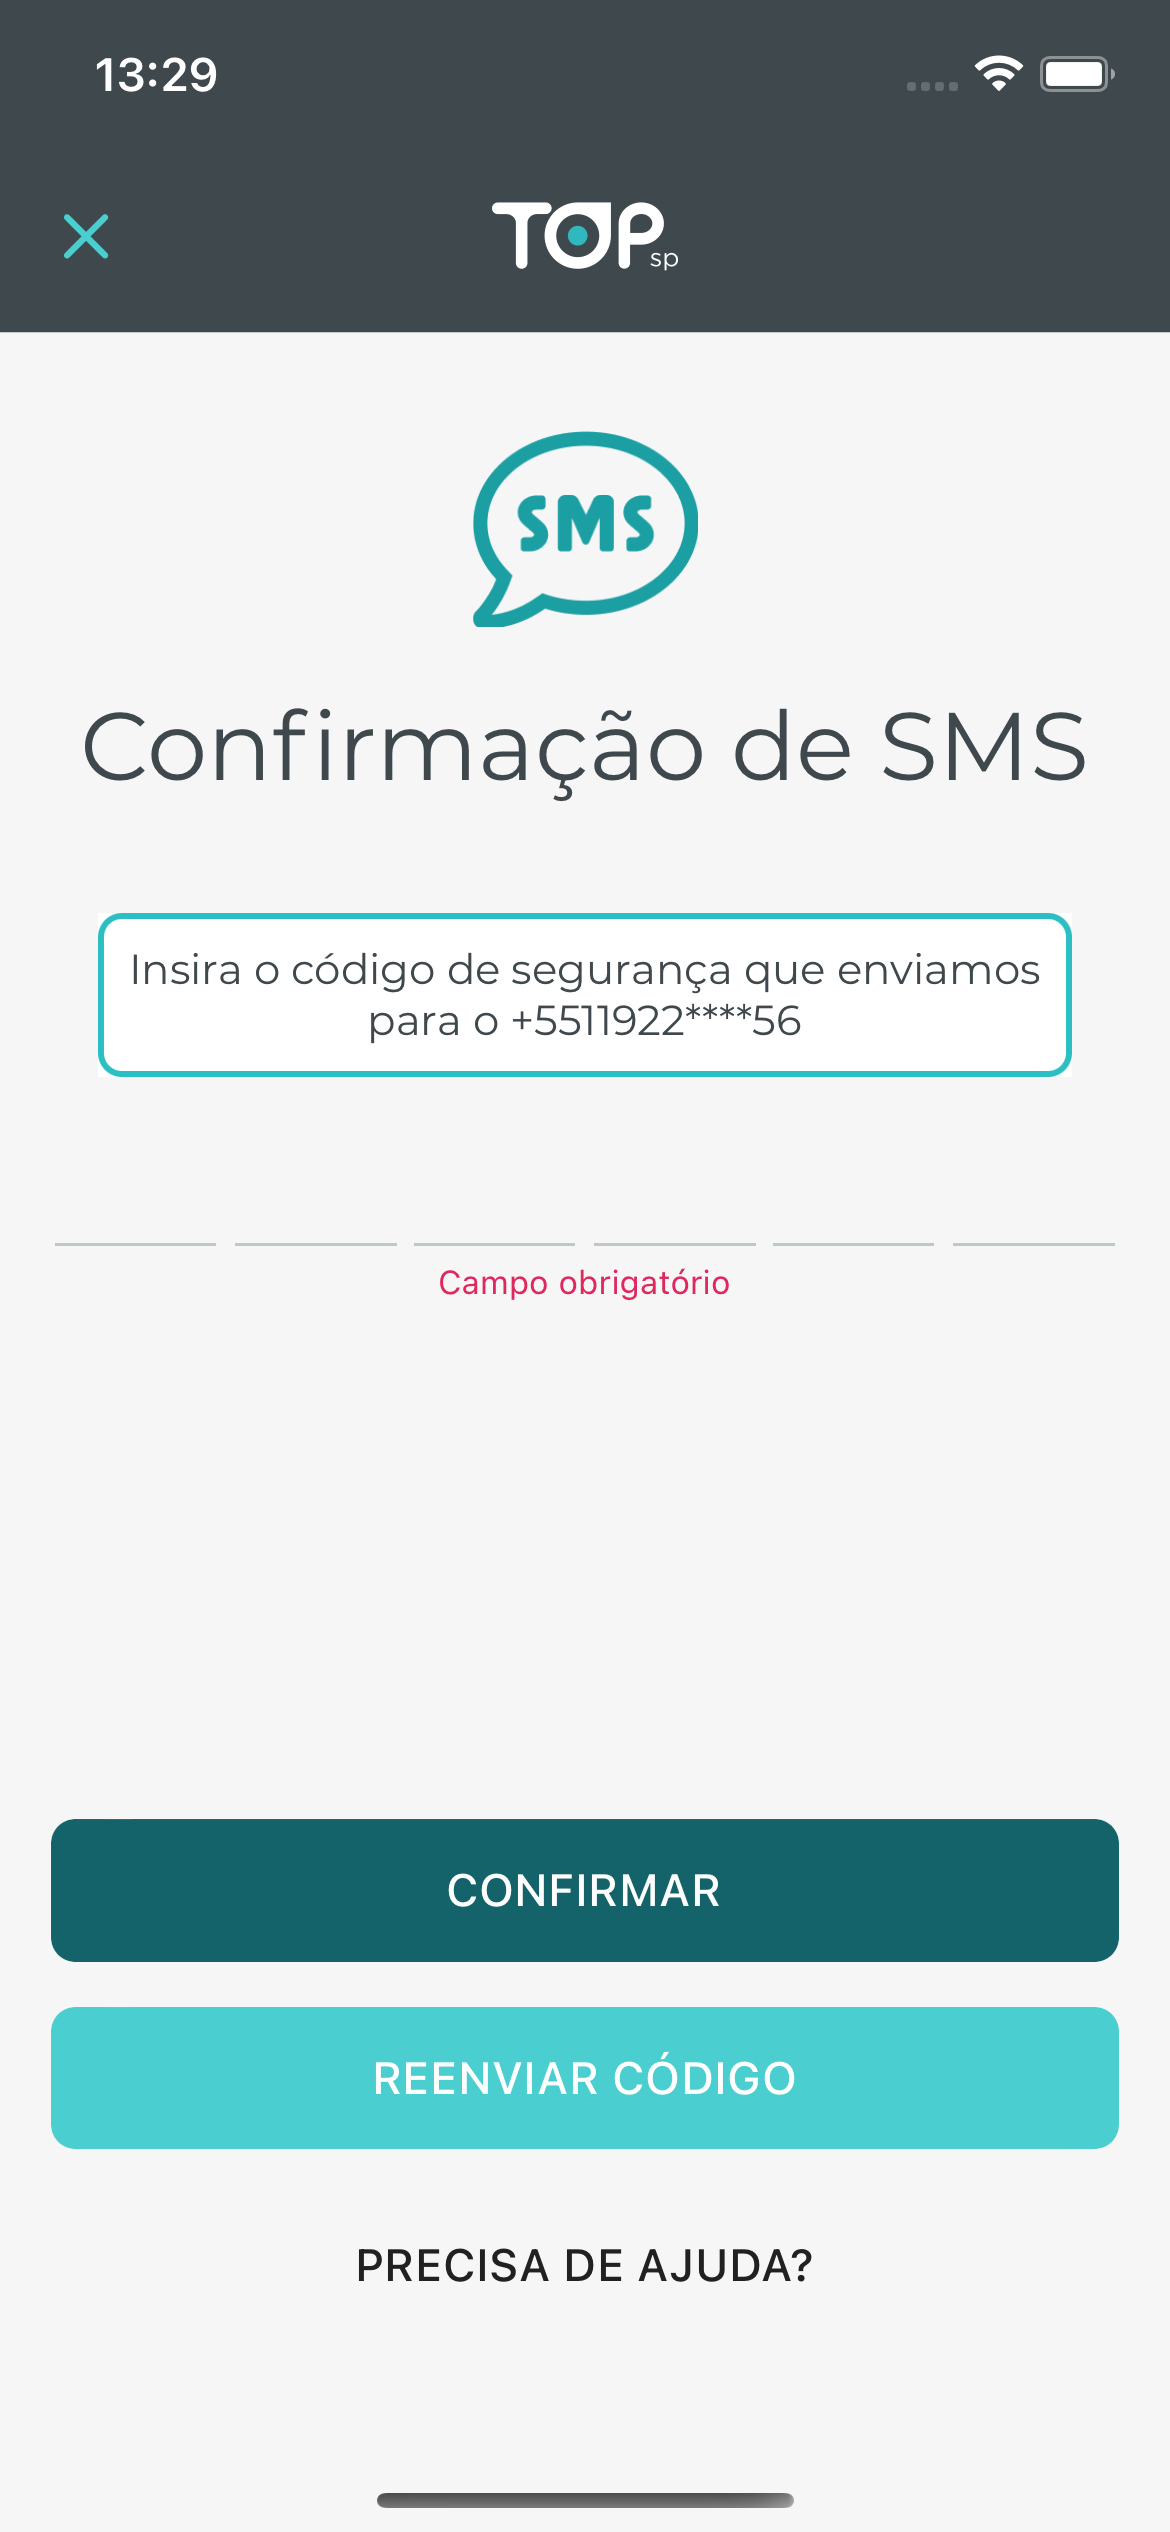 13:29
TOP
sp
SMS
Confirmação de SMS
Insira o código de segurança que enviamos
para o +5511922****56
Campo obrigatório
CONFIRMAR
REENVIAR CÓDIGO
PRECISA DE AJUDA?